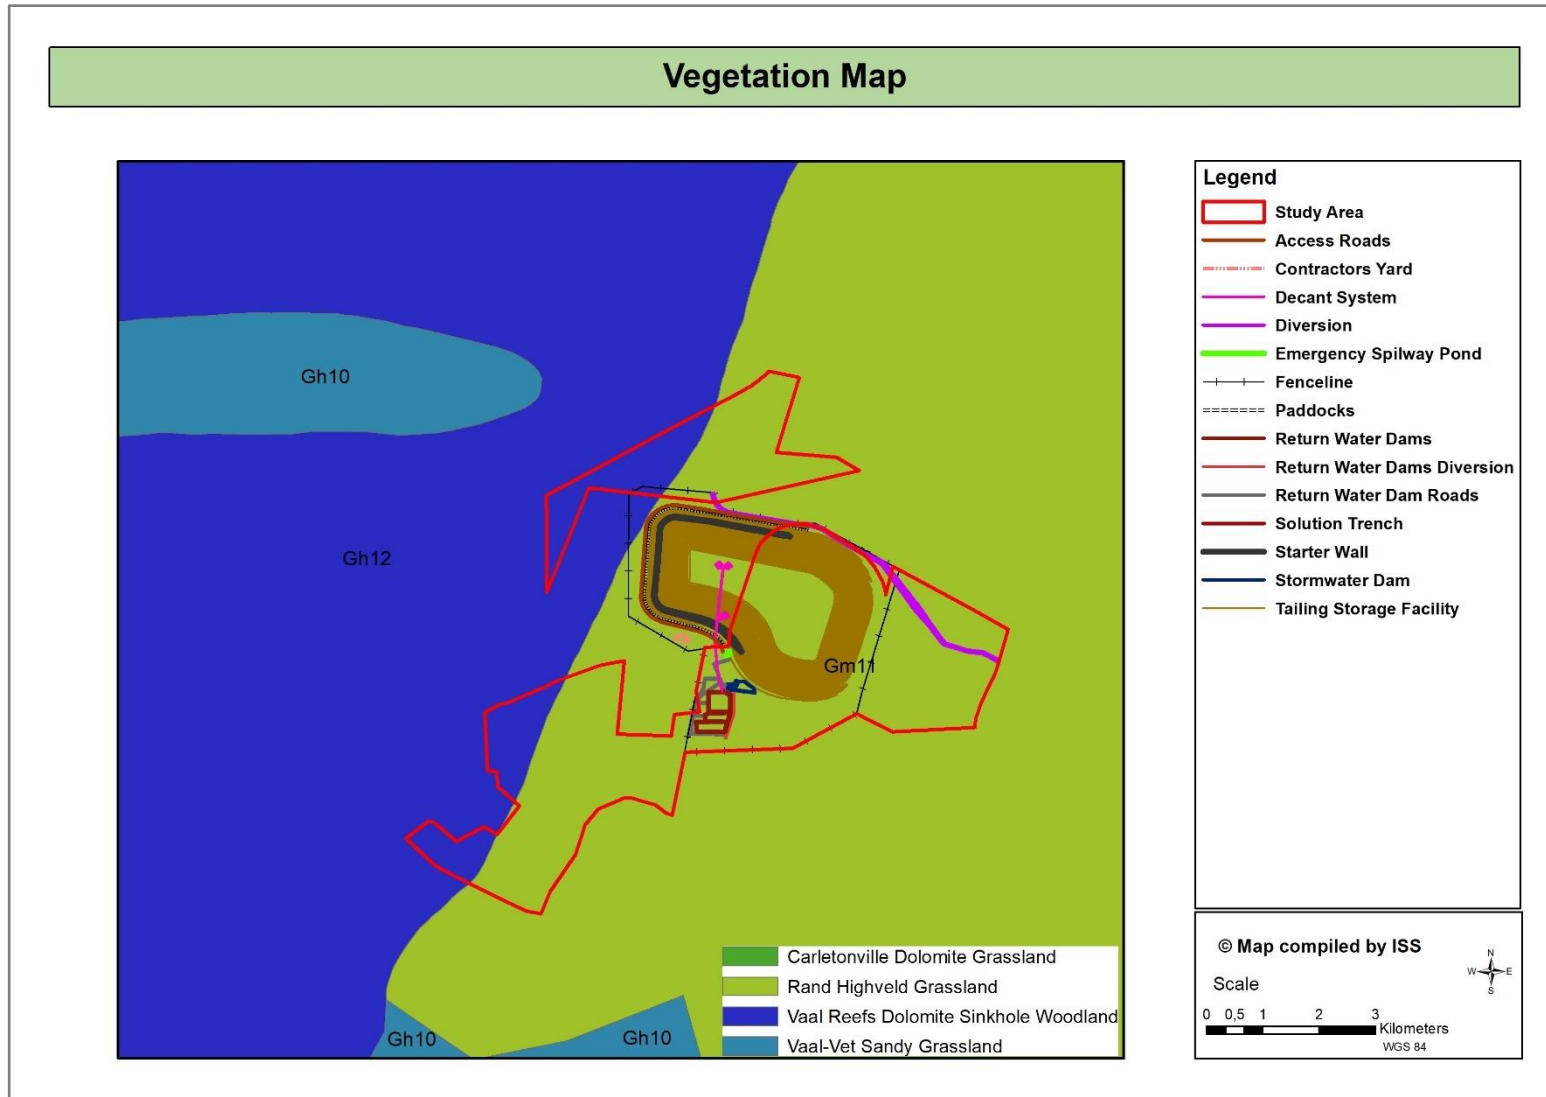 Vegetation Map
Gh10
Gh12
Gm11
Gh10
Gh10
Carletonville Dolomite Grassland
Rand Highveld Grassland
Vaal Reefs Dolomite Sinkhole Woodland
Vaal-Vet Sandy Grassland
Legend
Study Area
Access Roads
Contractors Yard
Decant System
Diversion
Emergency Spilway Pond
Fenceline
Paddocks
Return Water Dams
Return Water Dams Diversion
Return Water Dam Roads
Solution Trench
Starter Wall
Stormwater Dam
Tailing Storage Facility
© Map compiled by ISS
Scale
N
W E
S
0 0,5 1 2 3
Kilometers
WGS 84